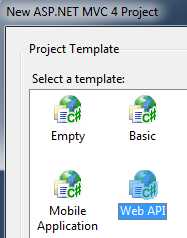 New ASP.NET MVC 4 Project
Project Template
Select a template:
Empty Basic
Mobile Application Web API